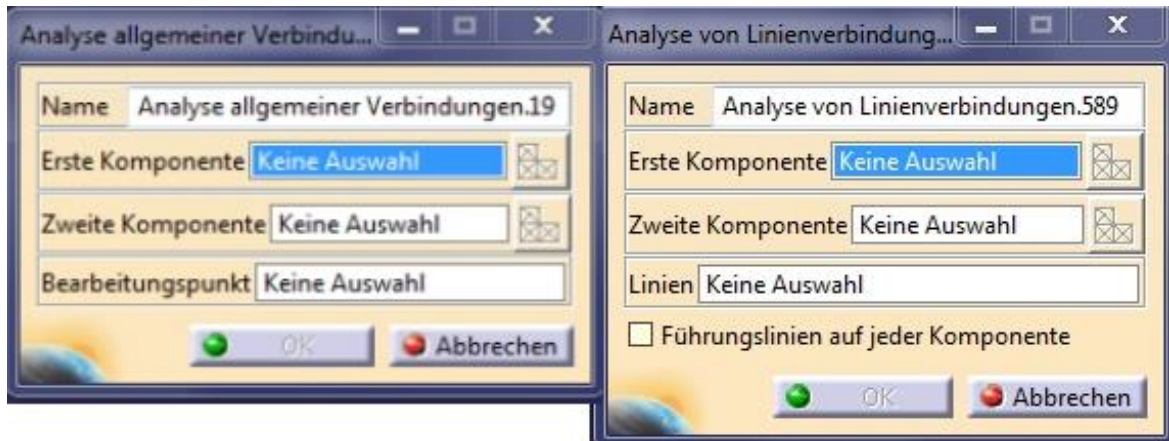 Analyse allgemeiner Verbindu...
Name Analyse allgemeiner Verbindungen.19
Erste Komponente Keine Auswahl
Zweite Komponente Keine Auswahl
Bearbeitungspunkt Keine Auswahl
OK Abbrechen
Analyse von Linienverbindung...
Name Analyse von Linienverbindungen.589
Erste Komponente Keine Auswahl
Zweite Komponente Keine Auswahl
Linien Keine Auswahl
Führungslinien auf jeder Komponente
OK Abbrechen